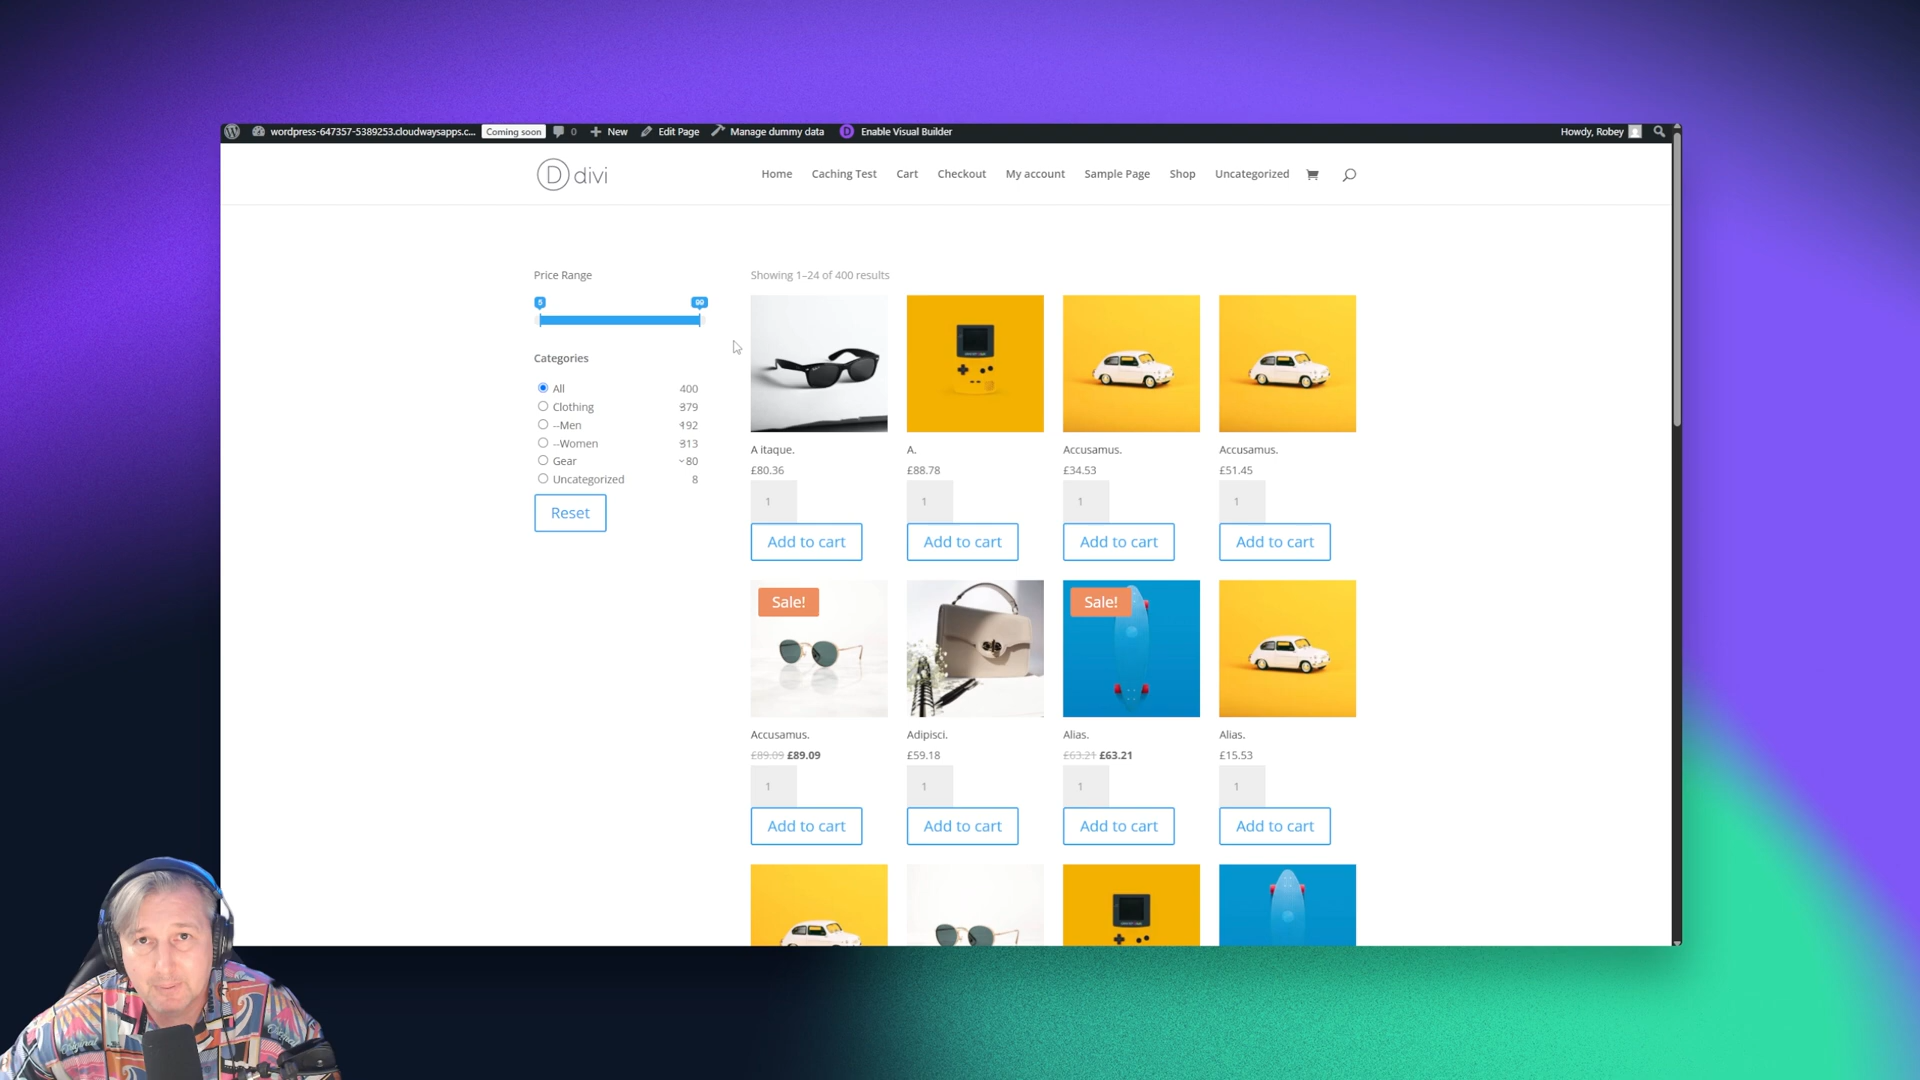 wordpress-647357-5389253.cloudwaysapps.c... Coming soon 0 New Edit Page Manage dummy data D Enable Visual Builder Howdy, Robey
D divi Home Caching Test Cart Checkout My account Sample Page Shop Uncategorized
Price Range
5 99
Categories
All 400
Clothing 379
--Men 192
--Women 313
Gear 80
Uncategorized 8
Reset
Showing 1–24 of 400 results
A itaque. A. Accusamus. Accusamus.
£80.36 £88.78 £34.53 £51.45
1 1 1 1
Add to cart Add to cart Add to cart Add to cart
Sale! Sale!
Accusamus. Adipisci. Alias. Alias.
£89.09 £89.09 £59.18 £63.21 £63.21 £15.53
1 1 1 1
Add to cart Add to cart Add to cart Add to cart
Original